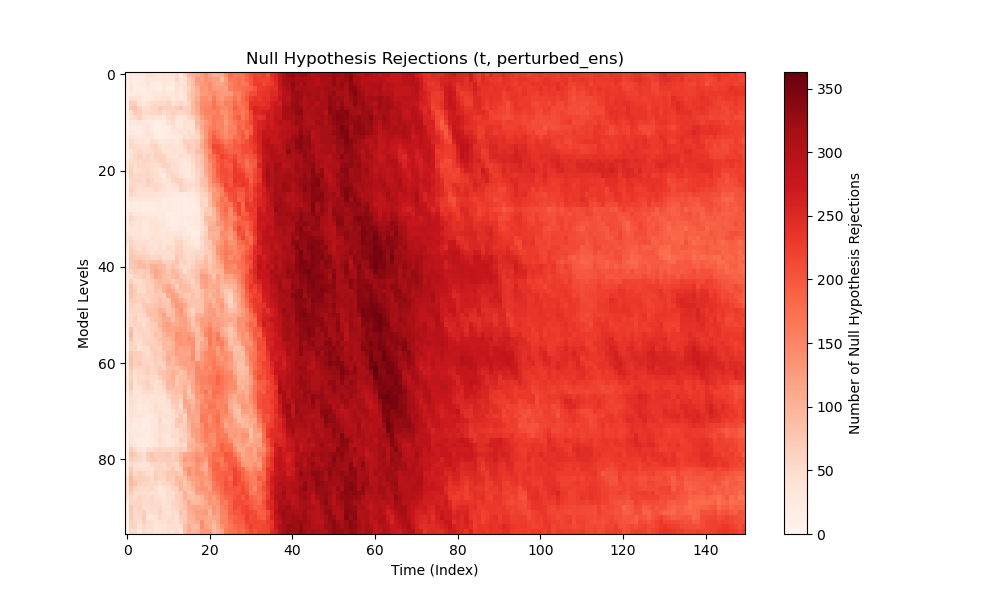 Null Hypothesis Rejections (t, perturbed_ens)
0
20
40
60
80
Model Levels
0 20 40 60 80 100 120 140
Time (Index)
350
300
250
200
150
100
50
0
Number of Null Hypothesis Rejections